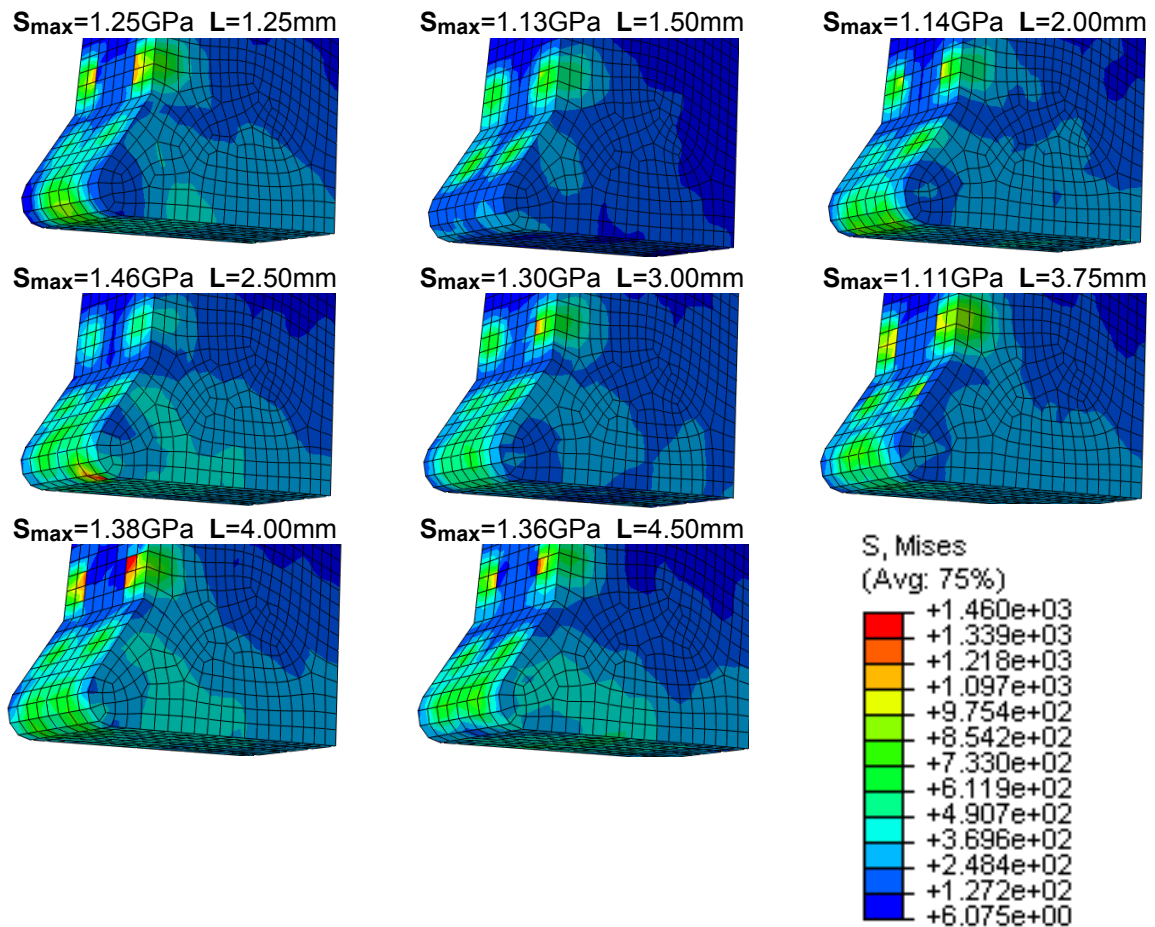 Smax=1.25GPa L=1.25mm
Smax=1.13GPa L=1.50mm
Smax=1.14GPa L=2.00mm
Smax=1.46GPa L=2.50mm
Smax=1.30GPa L=3.00mm
Smax=1.11GPa L=3.75mm
Smax=1.38GPa L=4.00mm
Smax=1.36GPa L=4.50mm
S, Mises
(Avg: 75%)
+1.460e+03
+1.339e+03
+1.218e+03
+1.097e+03
+9.754e+02
+8.542e+02
+7.330e+02
+6.119e+02
+4.907e+02
+3.696e+02
+2.484e+02
+1.272e+02
+6.075e+00